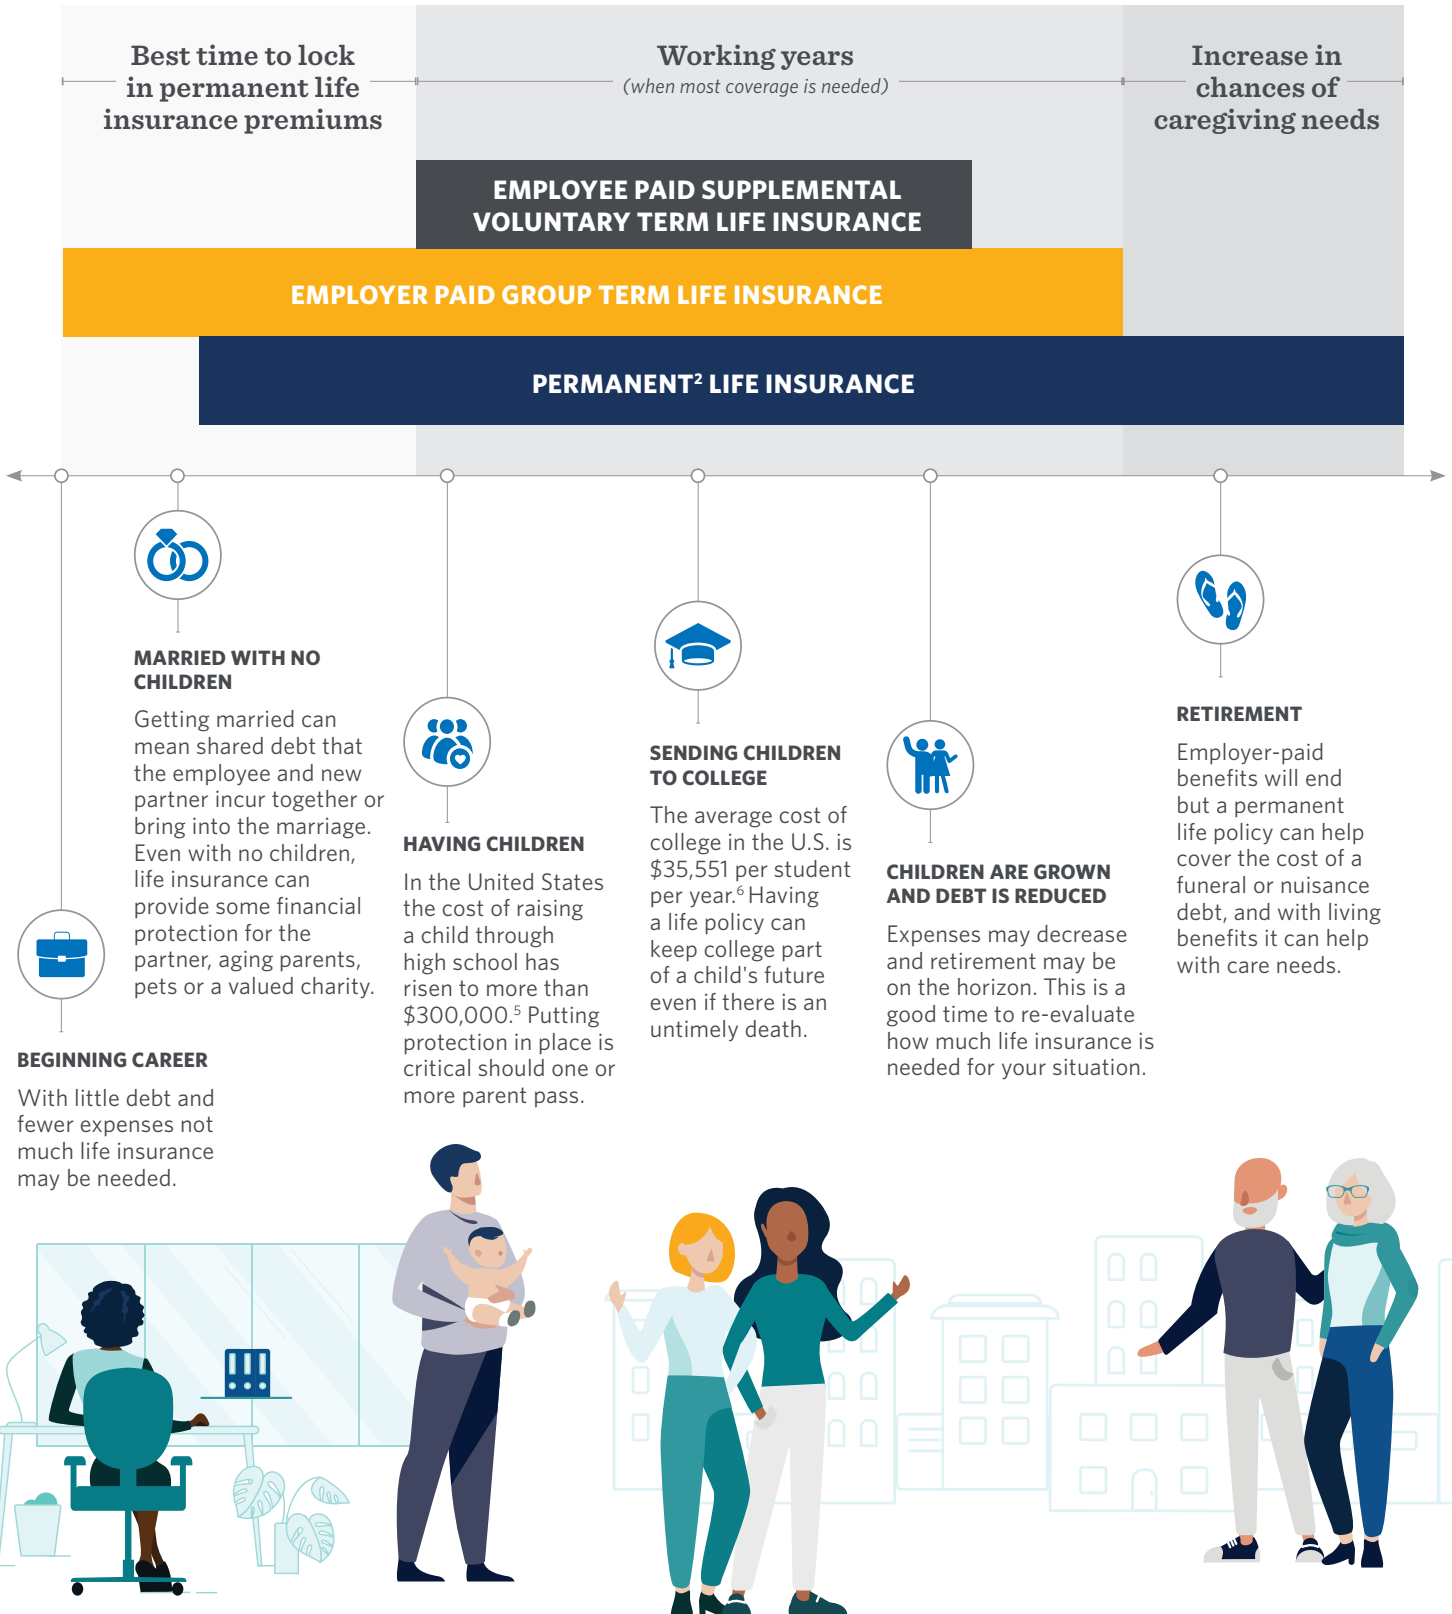 Best time to lock
in permanent life
insurance premiums
Working years
(when most coverage is needed)
Increase in
chances of
caregiving needs
EMPLOYEE PAID SUPPLEMENTAL
VOLUNTARY TERM LIFE INSURANCE
EMPLOYER PAID GROUP TERM LIFE INSURANCE
PERMANENT² LIFE INSURANCE
BEGINNING CAREER
With little debt and
fewer expenses not
much life insurance
may be needed.
MARRIED WITH NO
CHILDREN
Getting married can
mean shared debt that
the employee and new
partner incur together or
bring into the marriage.
Even with no children,
life insurance can
provide some financial
protection for the
partner, aging parents,
pets or a valued charity.
HAVING CHILDREN
In the United States
the cost of raising
a child through
high school has
risen to more than
$300,000.⁵ Putting
protection in place is
critical should one or
more parent pass.
SENDING CHILDREN
TO COLLEGE
The average cost of
college in the U.S. is
$35,551 per student
per year.⁶ Having
a life policy can
keep college part
of a child's future
even if there is an
untimely death.
CHILDREN ARE GROWN
AND DEBT IS REDUCED
Expenses may decrease
and retirement may be
on the horizon. This is a
good time to re-evaluate
how much life insurance is
needed for your situation.
RETIREMENT
Employer-paid
benefits will end
but a permanent
life policy can help
cover the cost of a
funeral or nuisance
debt, and with living
benefits it can help
with care needs.